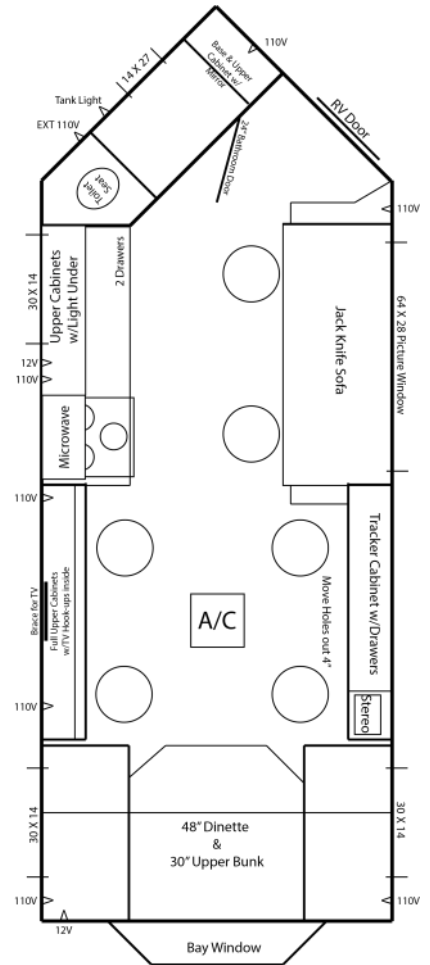 110V
Base & Upper
Cabinet w/
Mirror
14 X 27
RV Door
Tank Light
EXT 110V
24" Bathroom Door
Toilet
Seat
110V
2 Drawers
30 X 14
Upper Cabinets
w/Light Under
Jack Knife Sofa
64 X 28 Picture Window
12V
110V
Microwave
110V
Tracker Cabinet w/Drawers
Brace for TV
Full Upper Cabinets
w/TV Hook-ups inside
Move Holes out 4"
A/C
110V
Stereo
30 X 14
48" Dinette
&
30" Upper Bunk
30 X 14
110V
110V
12V
Bay Window